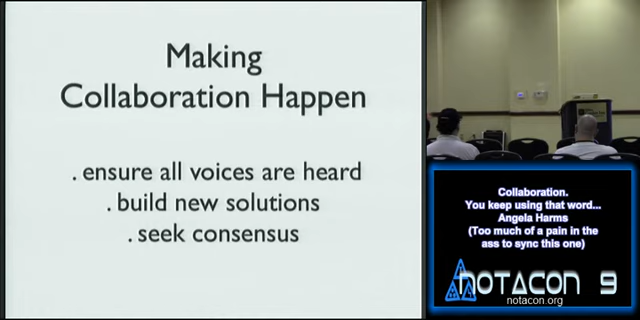 Making
Collaboration Happen
. ensure all voices are heard
. build new solutions
. seek consensus
Collaboration.
You keep using that word...
Angela Harms
(Too much of a pain in the
ass to sync this one)
NOTACON 9
notacon.org